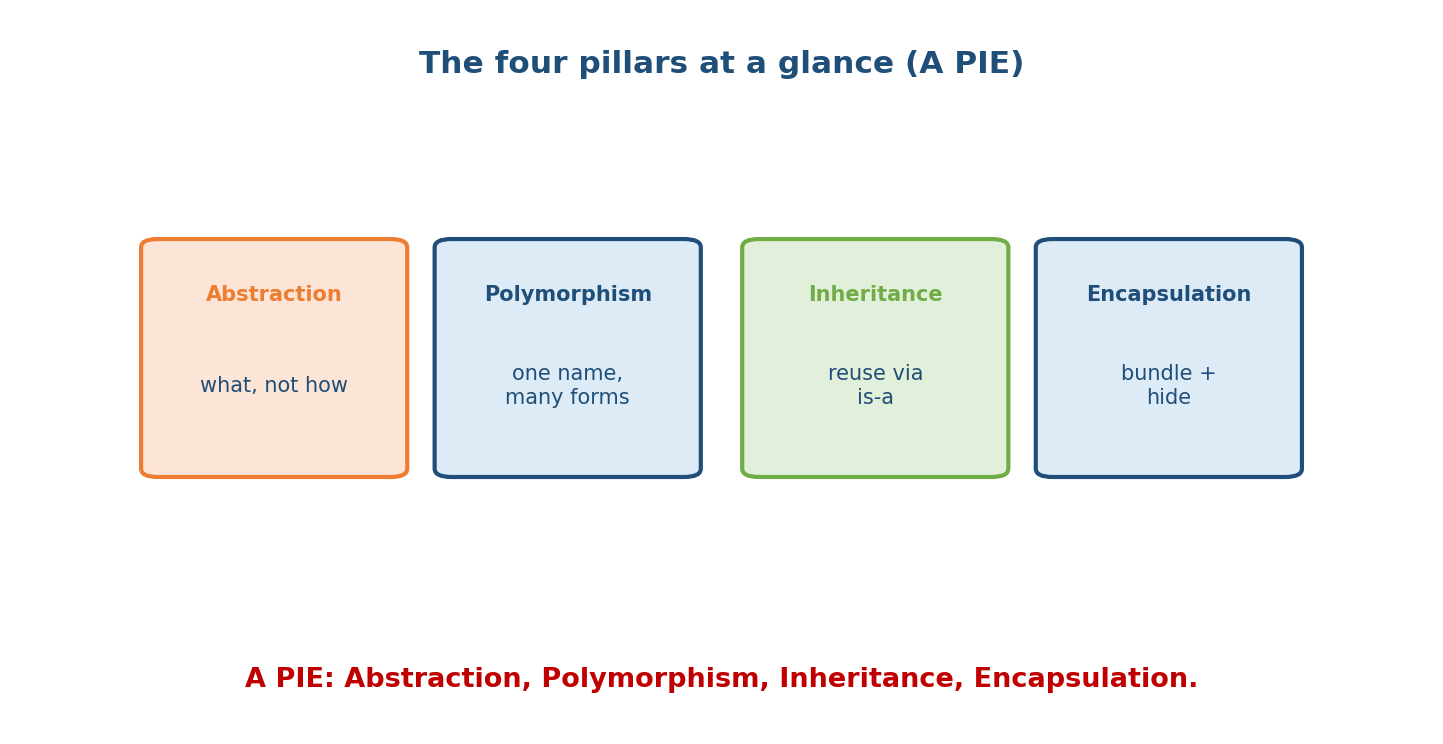 The four pillars at a glance (A PIE)
Abstraction
what, not how
Polymorphism
one name,
many forms
Inheritance
reuse via
is-a
Encapsulation
bundle +
hide
A PIE: Abstraction, Polymorphism, Inheritance, Encapsulation.